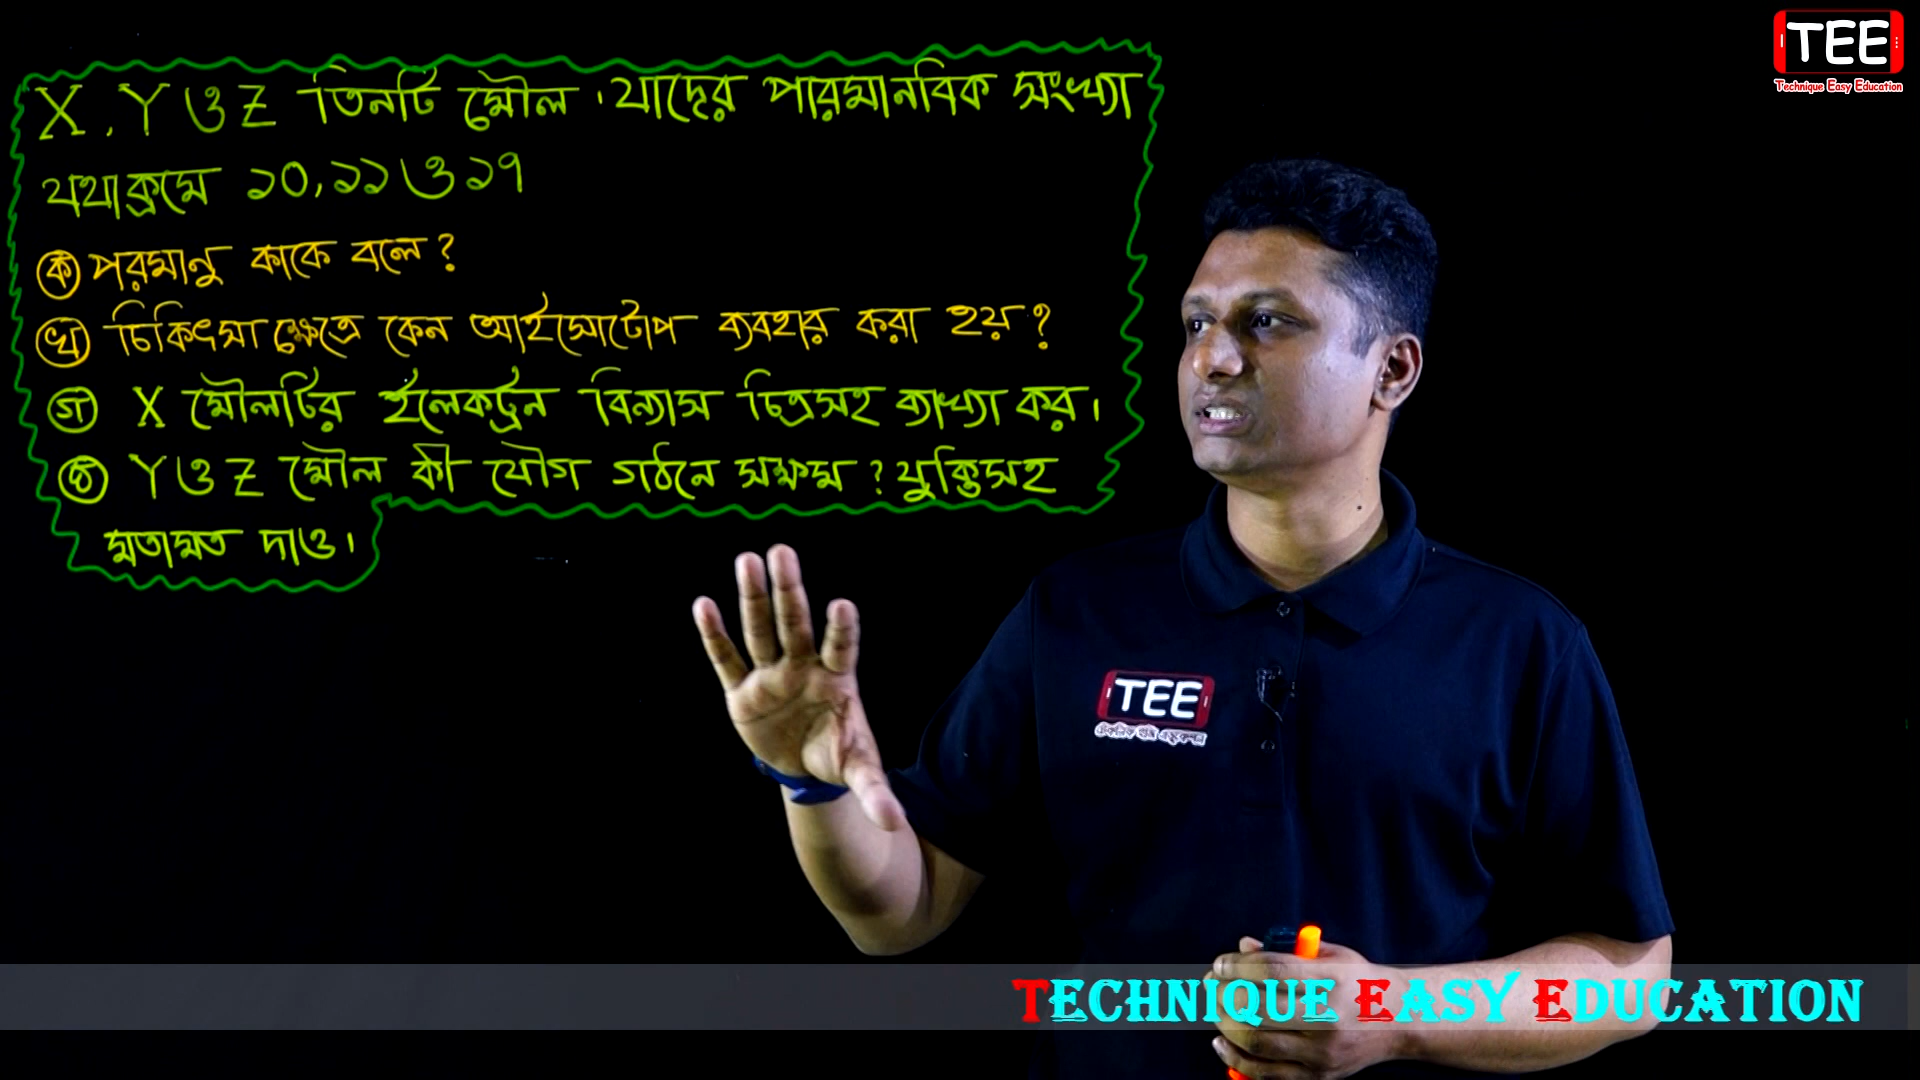 TEE
Technique Easy Education
X, Y ও Z তিনটি মৌল । যাদের পারমানবিক সংখ্যা
যথাক্রমে ১০, ১১ ও ১৭
ক পরমানু কাকে বলে ?
খ চিকিৎসা ক্ষেত্রে কেন আইসোটোপ ব্যবহার করা হয় ?
গ X মৌলটির ইলেকট্রন বিন্যাস চিত্রসহ ব্যাখ্যা কর ।
ঘ Y ও Z মৌল কী যৌগ গঠনে সক্ষম ? যুক্তিসহ
মতামত দাও ।
TEE
TECHNIQUE EASY EDUCATION